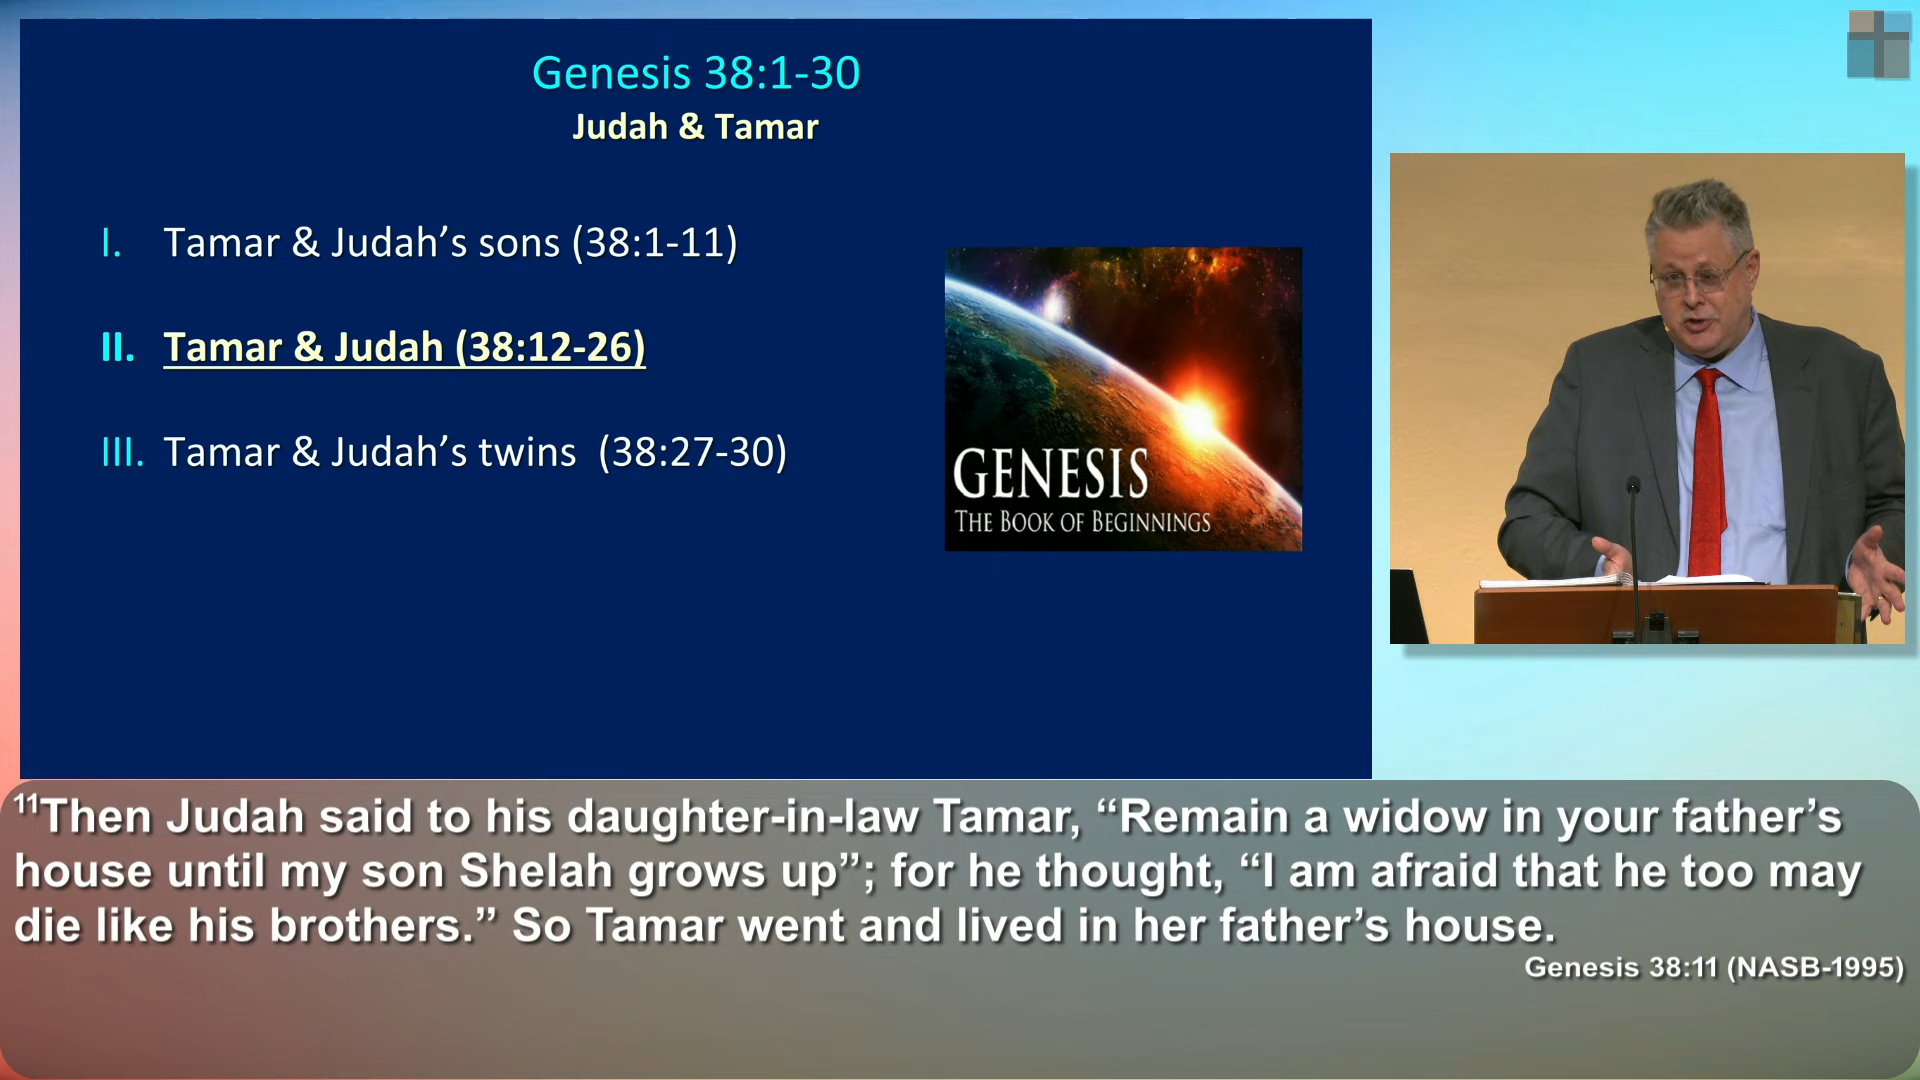 Genesis 38:1-30
Judah & Tamar
I. Tamar & Judah’s sons (38:1-11)
II. Tamar & Judah (38:12-26)
III. Tamar & Judah’s twins (38:27-30)
GENESIS
THE BOOK OF BEGINNINGS
11Then Judah said to his daughter-in-law Tamar, “Remain a widow in your father’s
house until my son Shelah grows up”; for he thought, “I am afraid that he too may
die like his brothers.” So Tamar went and lived in her father’s house.
Genesis 38:11 (NASB-1995)